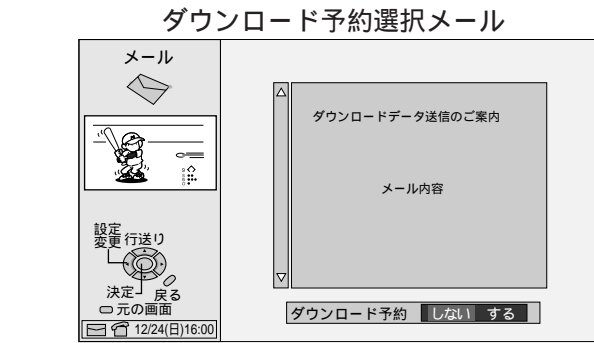 ダウンロード予約選択メール
メール
ダウンロードデータ送信のご案内
メール内容
設定
変更 行送り
決定 戻る
元の画面
12/24(日)16:00
ダウンロード予約 しない する